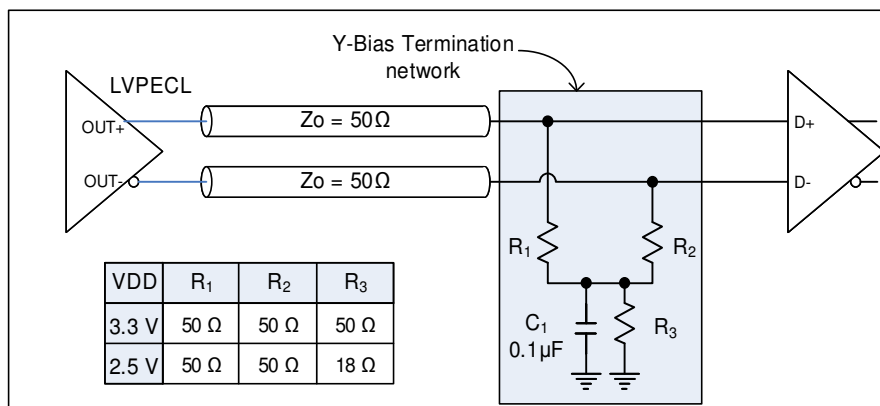 Y-Bias Termination
network
LVPECL
OUT+
Zo = 50Ω
D+
OUT-
Zo = 50Ω
D-
R1
R2
C1
0.1µF
R3
VDD R1 R2 R3
3.3 V 50 Ω 50 Ω 50 Ω
2.5 V 50 Ω 50 Ω 18 Ω